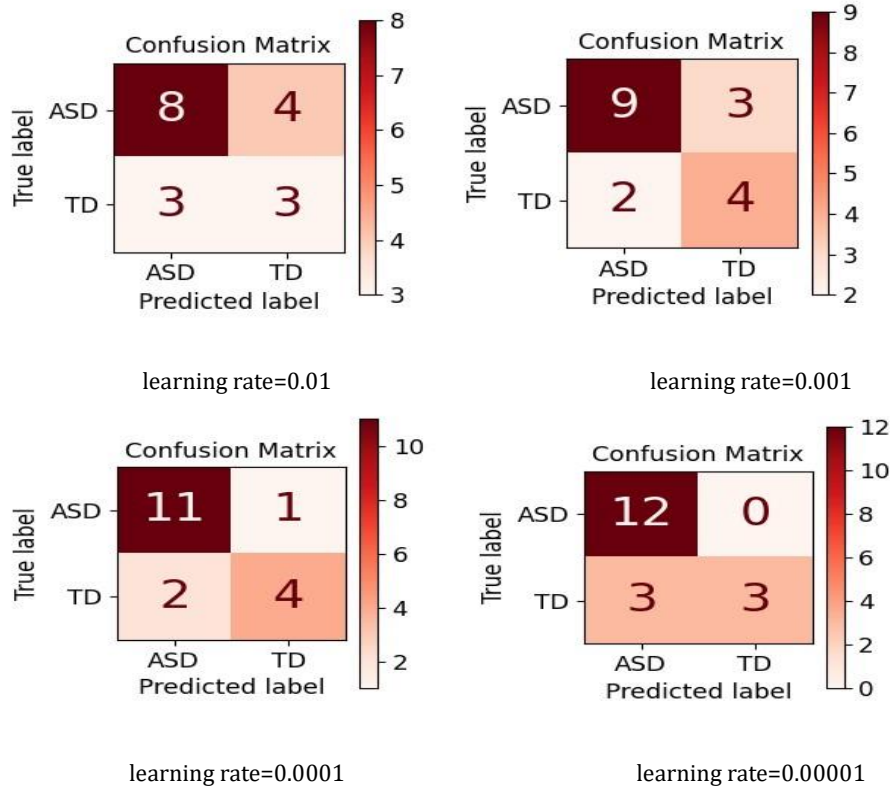 Confusion Matrix
True label
ASD
TD
8 4
3 3
ASD TD
Predicted label
8
7
6
5
4
3
learning rate=0.01
Confusion Matrix
True label
ASD
TD
9 3
2 4
ASD TD
Predicted label
9
8
7
6
5
4
3
2
learning rate=0.001
Confusion Matrix
True label
ASD
TD
11 1
2 4
ASD TD
Predicted label
10
8
6
4
2
learning rate=0.0001
Confusion Matrix
True label
ASD
TD
12 0
3 3
ASD TD
Predicted label
12
10
8
6
4
2
0
learning rate=0.00001